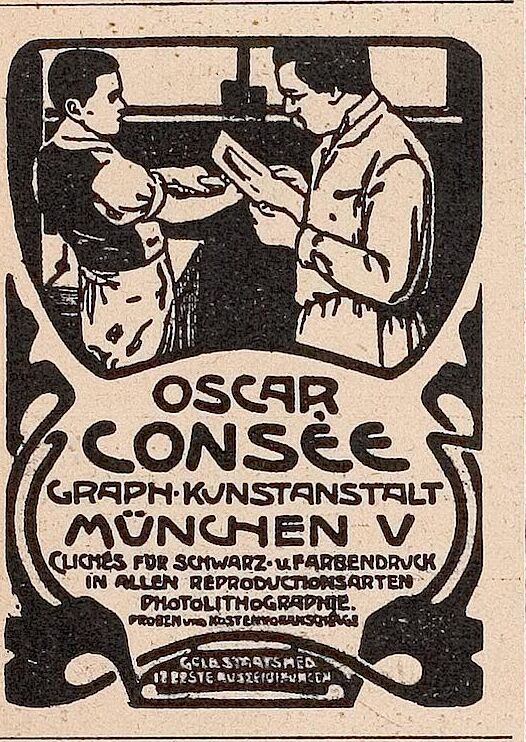 OSCAR
CONSÉE
GRAPH·KUNSTANSTALT
MÜNCHEN V
CLICHÉS FÜR SCHWARZ- u. FARBENDRUCK
IN ALLEN REPRODUCTIONSARTEN
PHOTOLITHOGRAPHIE.
PROBEN UND KOSTENVORANSCHLÄGE
GOLD. STAATSMED.
12 ERSTE AUSZEICHNUNGEN